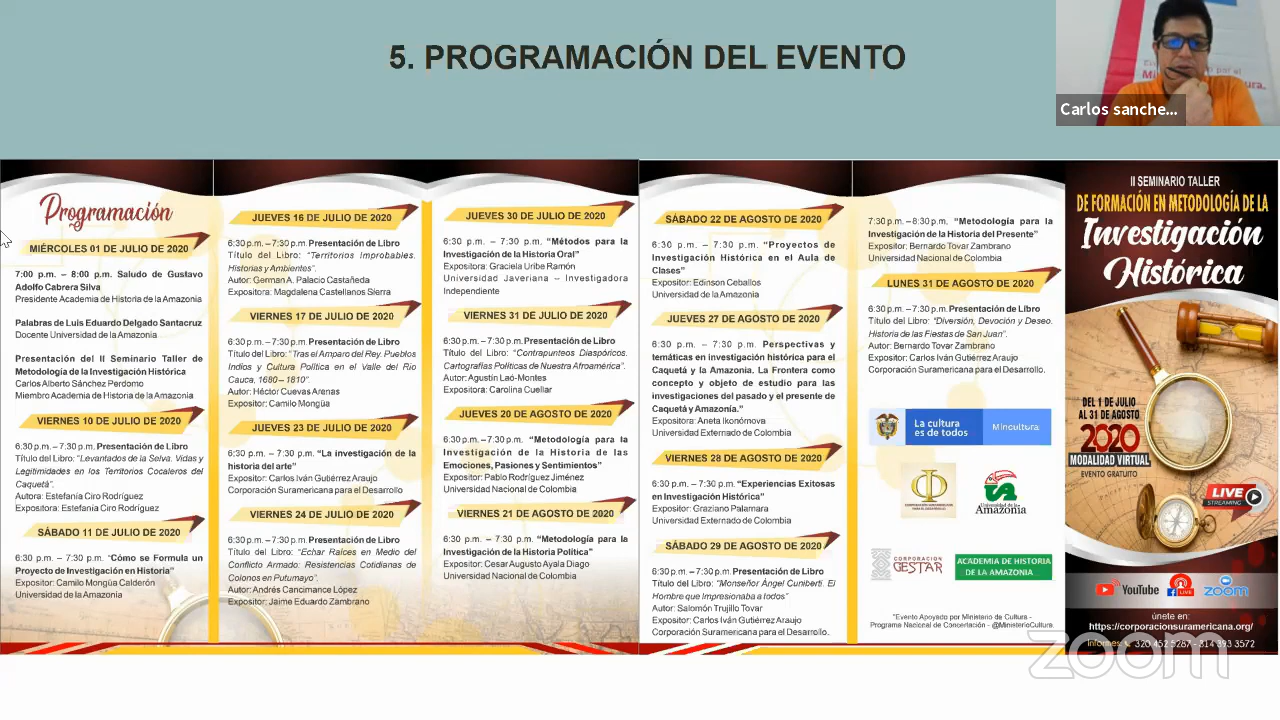 5. PROGRAMACIÓN DEL EVENTO
Carlos sanche...
Programación
MIÉRCOLES 01 DE JULIO DE 2020
7:00 p.m. – 8:00 p.m. Saludo de Gustavo
Adolfo Cabrera Silva
Presidente Academia de Historia de la Amazonia
Palabras de Luis Eduardo Delgado Santacruz
Docente Universidad de la Amazonia
Presentación del II Seminario Taller de
Metodología de la Investigación Histórica
Carlos Alberto Sánchez Perdomo
Miembro Academia de Historia de la Amazonia
VIERNES 10 DE JULIO DE 2020
6:30 p.m. – 7:30 p.m. Presentación de Libro
Título del Libro: "Levantados de la Selva. Vidas y
Legitimidades en los Territorios Cocaleros del
Caquetá".
Autora: Estefanía Ciro Rodríguez
Expositora: Estefanía Ciro Rodríguez
SÁBADO 11 DE JULIO DE 2020
6:30 p.m. – 7:30 p.m. "Cómo se Formula un
Proyecto de Investigación en Historia"
Expositor: Camilo Mongüa Calderón
Universidad de la Amazonia
JUEVES 16 DE JULIO DE 2020
6:30 p.m. – 7:30 p.m. Presentación de Libro
Título del Libro: "Territorios Improbables.
Historias y Ambientes".
Autor: German A. Palacio Castañeda
Expositora: Magdalena Castellanos Sierra
VIERNES 17 DE JULIO DE 2020
6:30 p.m. – 7:30 p.m. Presentación de Libro
Título del Libro: "Tras el Amparo del Rey. Pueblos
Indios y Cultura Política en el Valle del Río
Cauca, 1680 – 1810".
Autor: Héctor Cuevas Arenas
Expositor: Camilo Mongüa
JUEVES 23 DE JULIO DE 2020
6:30 p.m. – 7:30 p.m. "La investigación de la
historia del arte"
Expositor: Carlos Iván Gutiérrez Araujo
Corporación Suramericana para el Desarrollo
VIERNES 24 DE JULIO DE 2020
6:30 p.m. – 7:30 p.m. Presentación de Libro
Título del Libro: "Echar Raíces en Medio del
Conflicto Armado: Resistencias Cotidianas de
Colonos en Putumayo".
Autor: Andrés Cancimance López
Expositor: Jaime Eduardo Zambrano
JUEVES 30 DE JULIO DE 2020
6:30 p.m. – 7:30 p.m. "Métodos para la
Investigación de la Historia Oral"
Expositora: Graciela Uribe Ramón
Universidad Javeriana – Investigadora
Independiente
VIERNES 31 DE JULIO DE 2020
6:30 p.m. – 7:30 p.m. Presentación de Libro
Título del Libro: "Contrapunteos Diaspóricos.
Cartografías Políticas de Nuestra Afroamérica".
Autor: Agustín Laó-Montes
Expositora: Carolina Cuellar
JUEVES 20 DE AGOSTO DE 2020
6:30 p.m. – 7:30 p.m. "Metodología para la
Investigación de la Historia de las
Emociones, Pasiones y Sentimientos"
Expositor: Pablo Rodríguez Jiménez
Universidad Nacional de Colombia
VIERNES 21 DE AGOSTO DE 2020
6:30 p.m. – 7:30p.m. "Metodología para la
Investigación de la Historia Política"
Expositor: Cesar Augusto Ayala Diago
Universidad Nacional de Colombia
SÁBADO 22 DE AGOSTO DE 2020
6:30 p.m. – 7:30 p.m. "Proyectos de
Investigación Histórica en el Aula de
Clases"
Expositor: Edinson Ceballos
Universidad de la Amazonia
JUEVES 27 DE AGOSTO DE 2020
6:30 p.m. – 7:30 p.m. Perspectivas y
temáticas en investigación histórica para el
Caquetá y la Amazonia. La Frontera como
concepto y objeto de estudio para las
investigaciones del pasado y el presente de
Caquetá y Amazonía."
Expositora: Aneta Ikonómova
Universidad Externado de Colombia
VIERNES 28 DE AGOSTO DE 2020
6:30 p.m. – 7:30p.m. "Experiencias Exitosas
en Investigación Histórica"
Expositor: Graziano Palamara
Universidad Externado de Colombia
SÁBADO 29 DE AGOSTO DE 2020
6:30 p.m. – 7:30 p.m. Presentación de Libro
Título del Libro: "Monseñor Ángel Cuniberti. El
Hombre que Impresionaba a todos"
Autor: Salomón Trujillo Tovar
Expositor: Carlos Iván Gutiérrez Araujo
Corporación Suramericana para el Desarrollo.
7:30 p.m. – 8:30p.m. "Metodología para la
Investigación de la Historia del Presente"
Expositor: Bernardo Tovar Zambrano
Universidad Nacional de Colombia
LUNES 31 DE AGOSTO DE 2020
6:30 p.m. – 7:30 p.m. Presentación de Libro
Título del Libro: "Diversión, Devoción y Deseo.
Historia de las Fiestas de San Juan".
Autor: Bernardo Tovar Zambrano
Expositor: Carlos Iván Gutiérrez Araujo
Corporación Suramericana para el Desarrollo.
La cultura
es de todos
Mincultura
CORPORACIÓN SURAMERICANA
PARA EL DESARROLLO
Universidad de la
Amazonia
CORPORACION
GESTAR
ACADEMIA DE HISTORIA
DE LA AMAZONIA
"Evento Apoyado por Ministerio de Cultura -
Programa Nacional de Concertación - @MinisterioCultura.
II SEMINARIO TALLER
DE FORMACIÓN EN METODOLOGÍA DE LA
Investigación
Histórica
DEL 1 DE JULIO
AL 31 DE AGOSTO
2020
MODALIDAD VIRTUAL
EVENTO GRATUITO
LIVE
STREAMING
YouTube
LIVE
zoom
únete en:
https://corporacionsuramericana.org/
Informes: 320 452 5287 - 314 393 3572
zoom